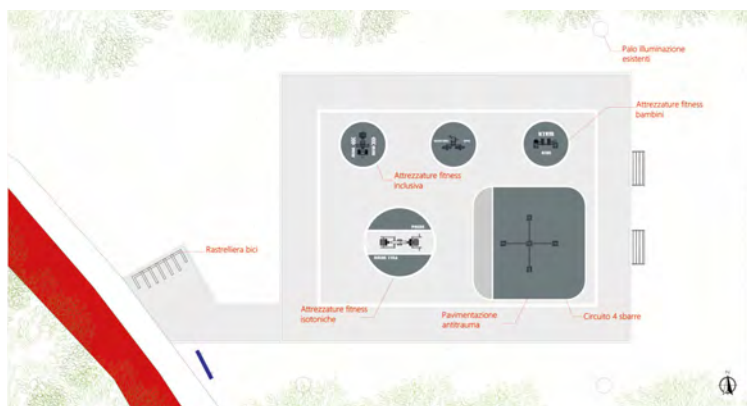 Palo Illuminazione
esistenti
Attrezzature fitness
bambini
Attrezzature fitness
inclusiva
Rastrelliera bici
Attrezzature fitness
isotoniche
Pavimentazione
antitrauma
Circuito 4 sbarre